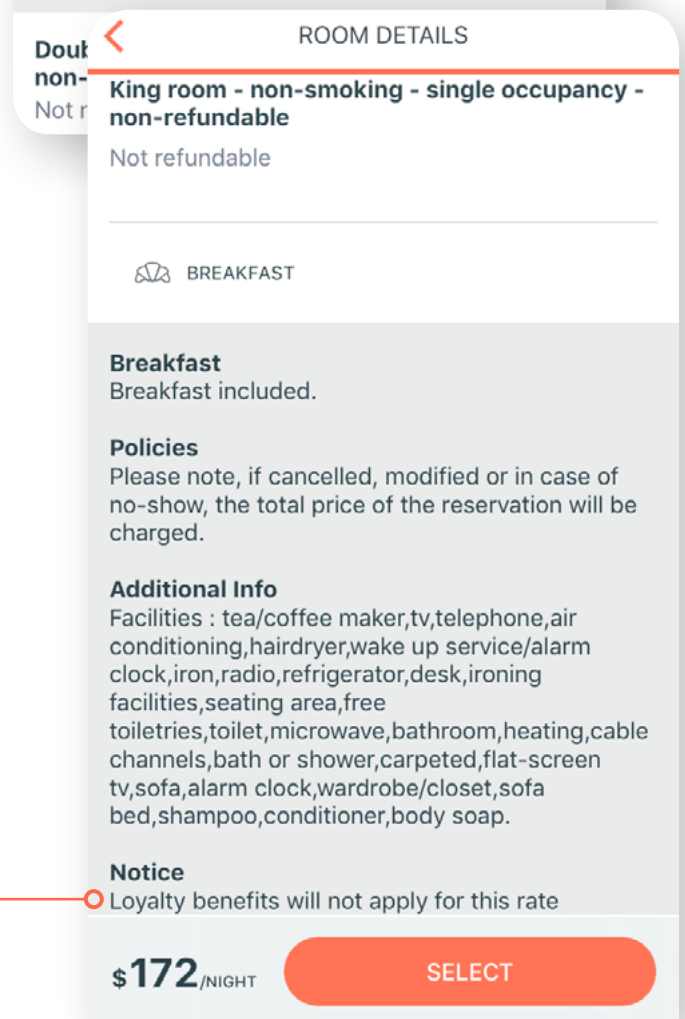 Doub
non-
Not r
ROOM DETAILS
King room - non-smoking - single occupancy -
non-refundable
Not refundable
BREAKFAST
Breakfast
Breakfast included.
Policies
Please note, if cancelled, modified or in case of
no-show, the total price of the reservation will be
charged.
Additional Info
Facilities : tea/coffee maker,tv,telephone,air
conditioning,hairdryer,wake up service/alarm
clock,iron,radio,refrigerator,desk,ironing
facilities,seating area,free
toiletries,toilet,microwave,bathroom,heating,cable
channels,bath or shower,carpeted,flat-screen
tv,sofa,alarm clock,wardrobe/closet,sofa
bed,shampoo,conditioner,body soap.
Notice
Loyalty benefits will not apply for this rate
$172/NIGHT
SELECT